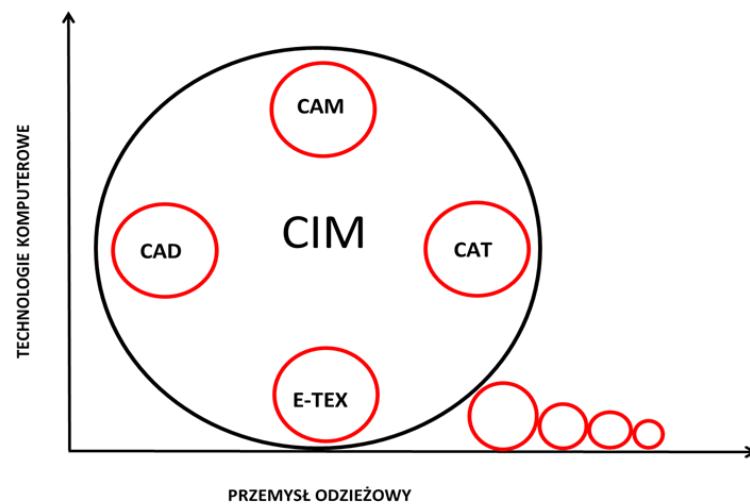 CAM
TECHNOLOGIE KOMPUTEROWE
CIM
CAD
CAT
E-TEX
PRZEMYSŁ ODZIEŻOWY